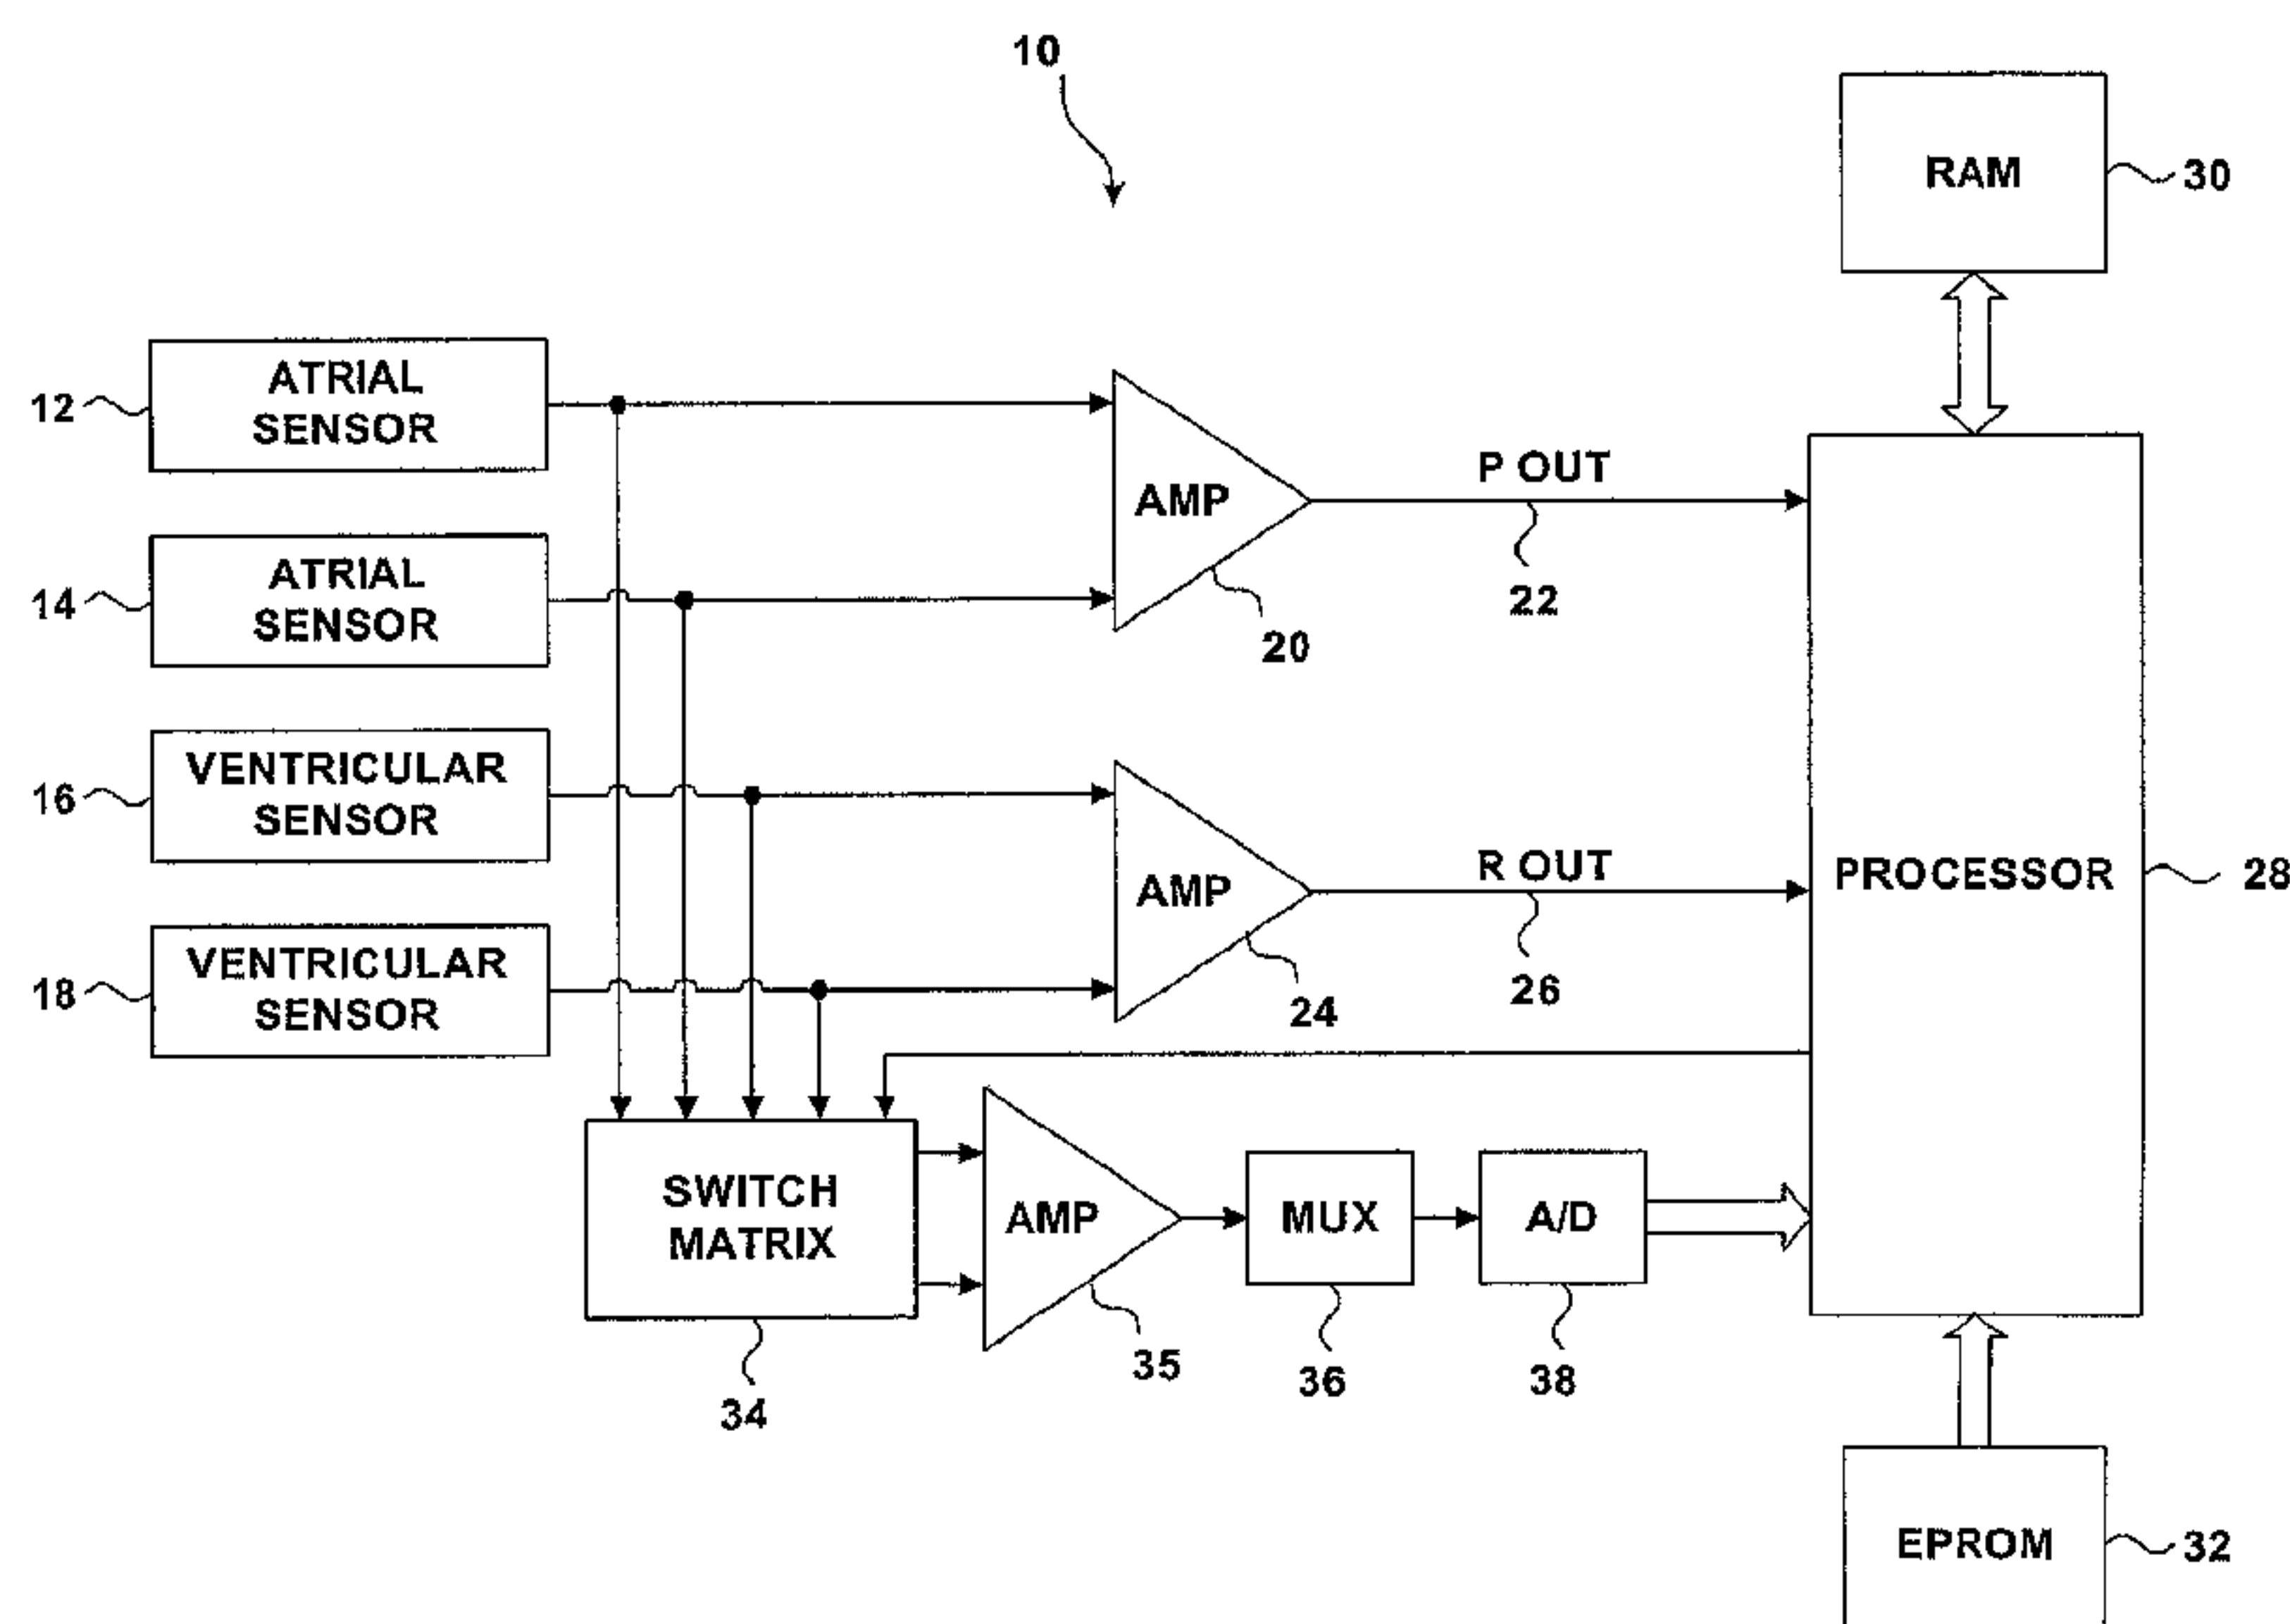 10
RAM
30
ATRIAL
SENSOR
12
P OUT
AMP
22
20
ATRIAL
SENSOR
14
VENTRICULAR
SENSOR
16
R OUT
AMP
26
24
PROCESSOR
28
VENTRICULAR
SENSOR
18
SWITCH
MATRIX
34
AMP
35
MUX
36
A/D
38
EPROM
32